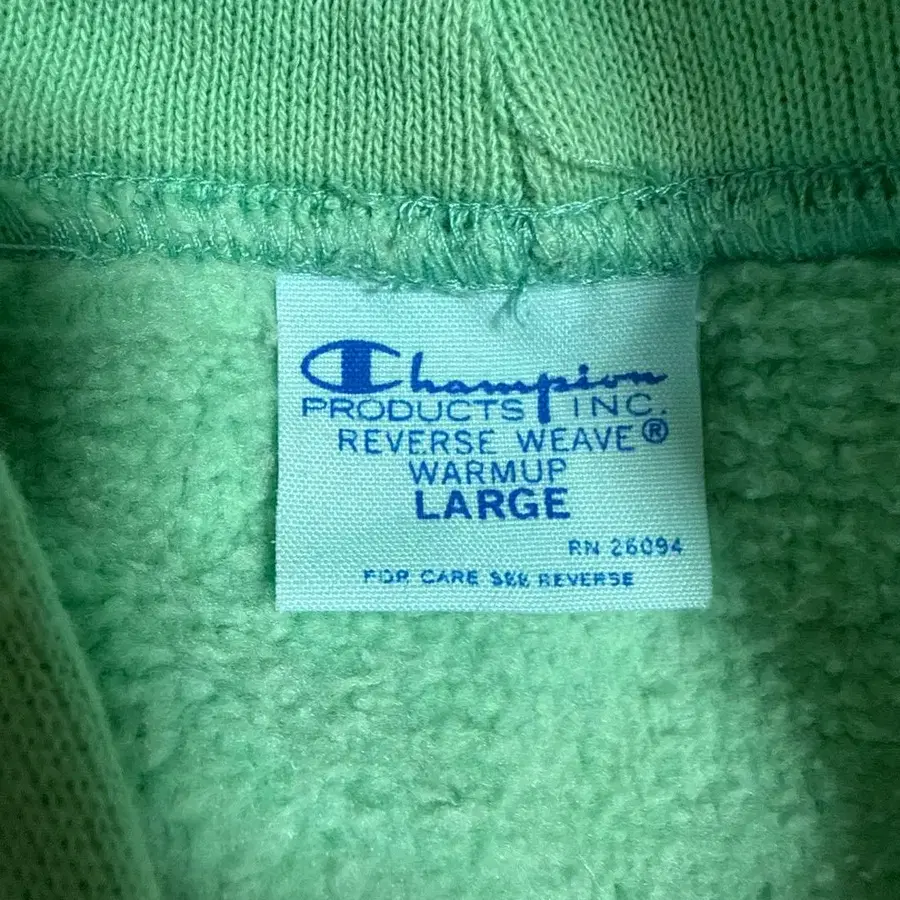 Champion
PRODUCTS INC.
REVERSE WEAVE®
WARMUP
LARGE
RN 26094
FOR CARE SEE REVERSE